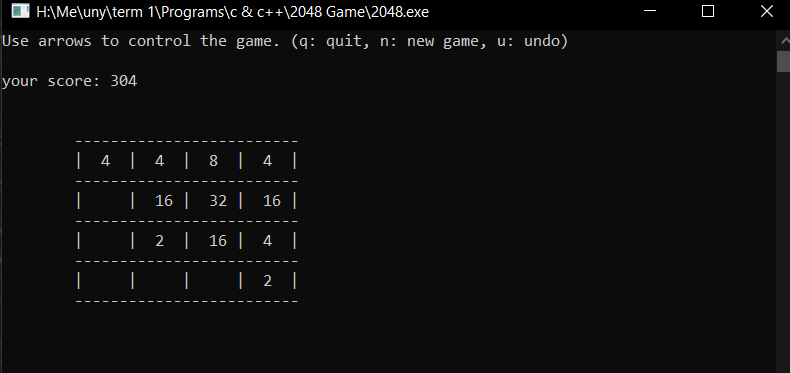 H:\Me\uny\term 1\Programs\c & c++\2048 Game\2048.exe
Use arrows to control the game. (q: quit, n: new game, u: undo)
your score: 304
-------------------------
| 4 | 4 | 8 | 4 |
-------------------------
| | 16 | 32 | 16 |
-------------------------
| | 2 | 16 | 4 |
-------------------------
| | | | 2 |
-------------------------